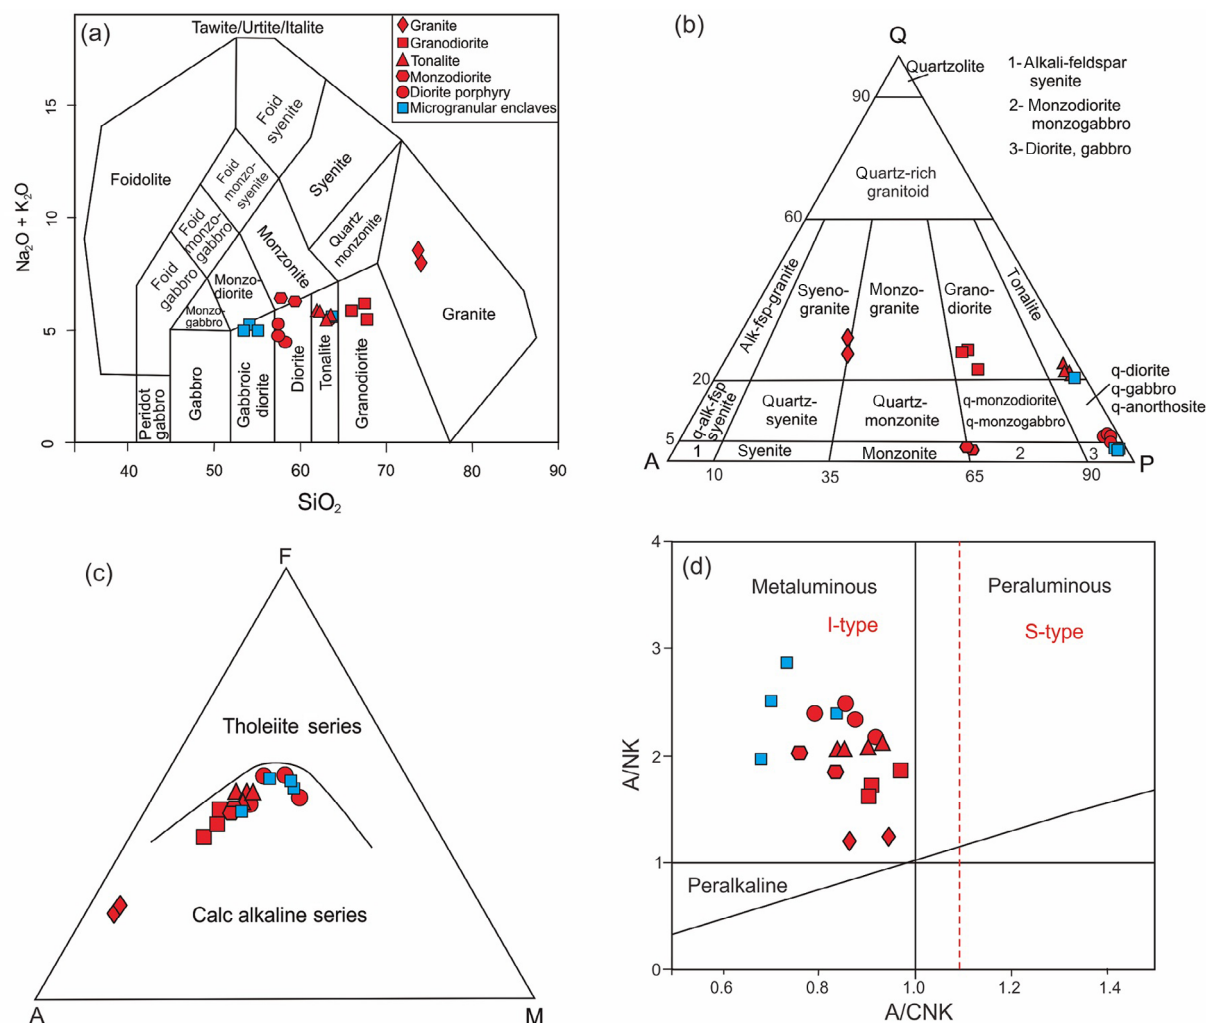 (a)
Tawite/Urtite/Italite
Granite
Granodiorite
Tonalite
Monzodiorite
Diorite porphyry
Microgranular enclaves
Foid
syenite
Foidolite
Foid
monzo-
syenite
Syenite
Foid
monzo-
gabbro
Quartz
monzonite
Monzonite
Foid
gabbro
Monzo-
diorite
Monzo-
gabbro
Granite
Peridot
gabbro
Gabbro
Gabbroic
diorite
Diorite
Tonalite
Granodiorite
Na2O + K2O
15
10
5
0
40
50
60
70
80
90
SiO2
(b)
Q
Quartzolite
1-Alkali-feldspar
syenite
2- Monzodiorite
monzogabbro
3- Diorite, gabbro
90
Quartz-rich
granitoid
60
Alk-fsp-granite
Syeno-
granite
Monzo-
granite
Grano-
diorite
Tonalite
20
q-alk-fsp
syenite
Quartz-
syenite
Quartz-
monzonite
q-monzodiorite
q-monzogabbro
q-diorite
q-gabbro
q-anorthosite
5
A
1
Syenite
Monzonite
2
3
P
10
35
65
90
(c)
F
Tholeiite series
Calc alkaline series
A
M
(d)
4
3
2
1
0
A/NK
Metaluminous
Peraluminous
I-type
S-type
Peralkaline
0.6
0.8
1.0
1.2
1.4
A/CNK